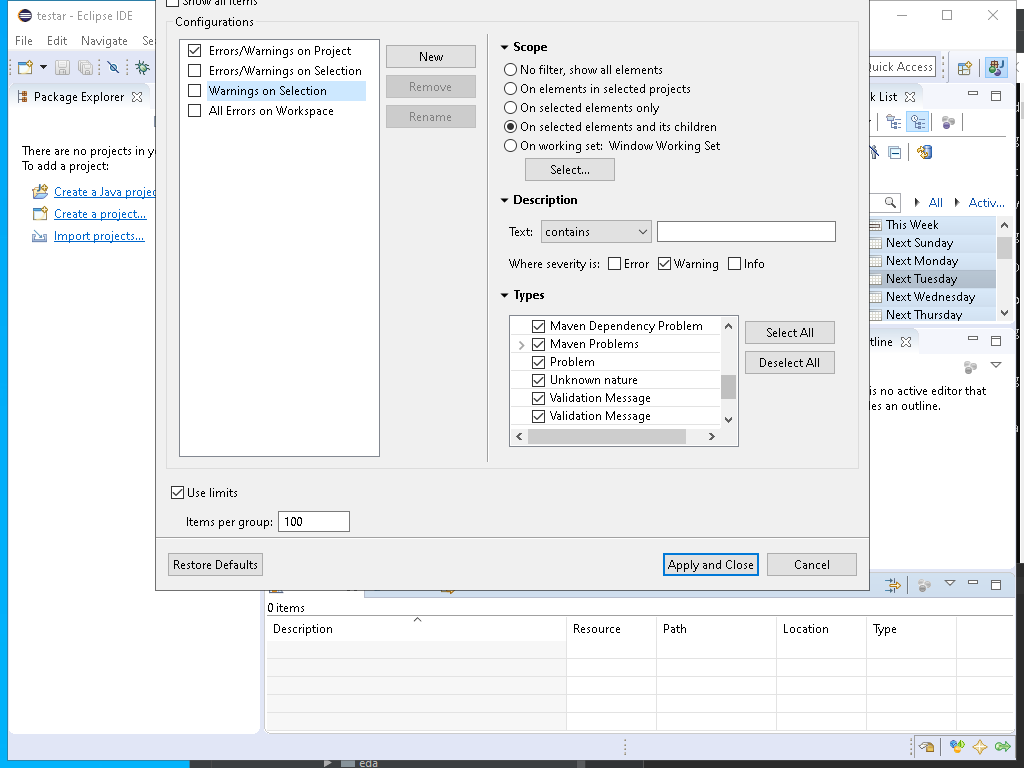 testar - Eclipse IDE
Show all items
File Edit Navigate Se
Configurations
Errors/Warnings on Project
Errors/Warnings on Selection
Warnings on Selection
All Errors on Workspace
New
Remove
Rename
Scope
No filter, show all elements
On elements in selected projects
On selected elements only
On selected elements and its children
On working set: Window Working Set
Select...
Description
Text: contains
Where severity is: Error Warning Info
Types
Maven Dependency Problem
Maven Problems
Problem
Unknown nature
Validation Message
Validation Message
Select All
Deselect All
Use limits
Items per group: 100
Restore Defaults
Apply and Close
Cancel
Package Explorer
There are no projects in y
To add a project:
Create a Java projec
Create a project...
Import projects...
Quick Access
k List
All Activ...
This Week
Next Sunday
Next Monday
Next Tuesday
Next Wednesday
Next Thursday
tline
is no active editor that
les an outline.
0 items
Description Resource Path Location Type
eda